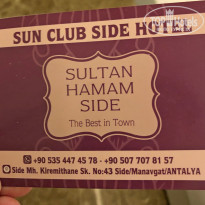 SUN CLUB SIDE
SULTAN
HAMAM
SIDE
The Best in Town
+90 535 447 45 78 - +90 507 707 81 57
Side Mh. Kiremithane Sk. No:43 Side/Manavgat/ANTALYA